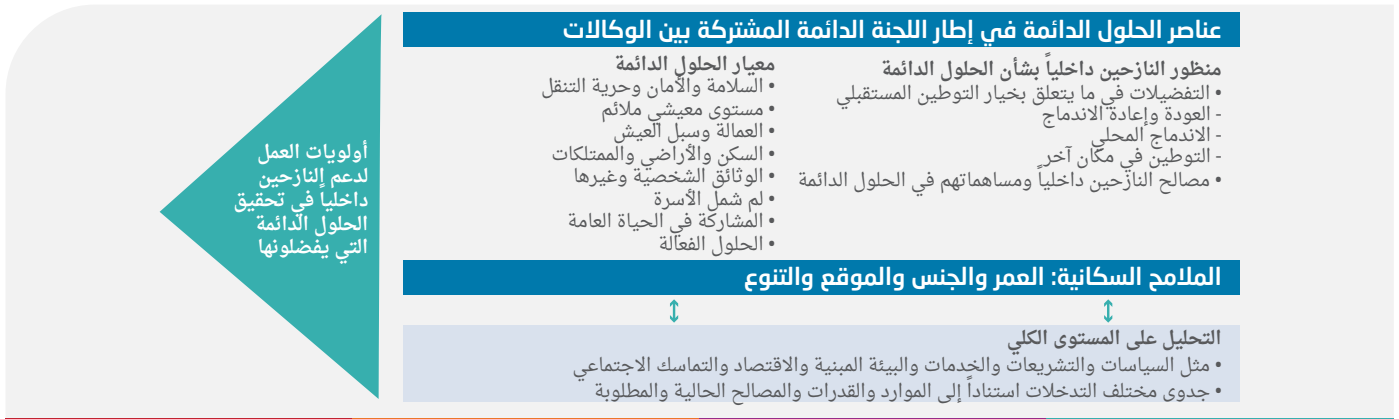 عناصر الحلول الدائمة في إطار اللجنة الدائمة المشتركة بين الوكالات
منظور النازحين داخلياً بشأن الحلول الدائمة
• التفضيلات في ما يتعلق بخيار التوطين المستقبلي
- العودة وإعادة الاندماج
- الاندماج المحلي
- التوطين في مكان آخر
• مصالح النازحين داخلياً ومساهماتهم في الحلول الدائمة
معيار الحلول الدائمة
• السلامة والأمان وحرية التنقل
• مستوى معيشي ملائم
• العمالة وسبل العيش
• السكن والأراضي والممتلكات
• الوثائق الشخصية وغيرها
• لم شمل الأسرة
• المشاركة في الحياة العامة
• الحلول الفعالة
الملامح السكانية: العمر والجنس والموقع والتنوع
التحليل على المستوى الكلي
• مثل السياسات والتشريعات والخدمات والبيئة المبنية والاقتصاد والتماسك الاجتماعي
• جدوى مختلف التدخلات استناداً إلى الموارد والقدرات والمصالح الحالية والمطلوبة
أولويات العمل
لدعم النازحين
داخلياً في تحقيق
الحلول الدائمة
التي يفضلونها